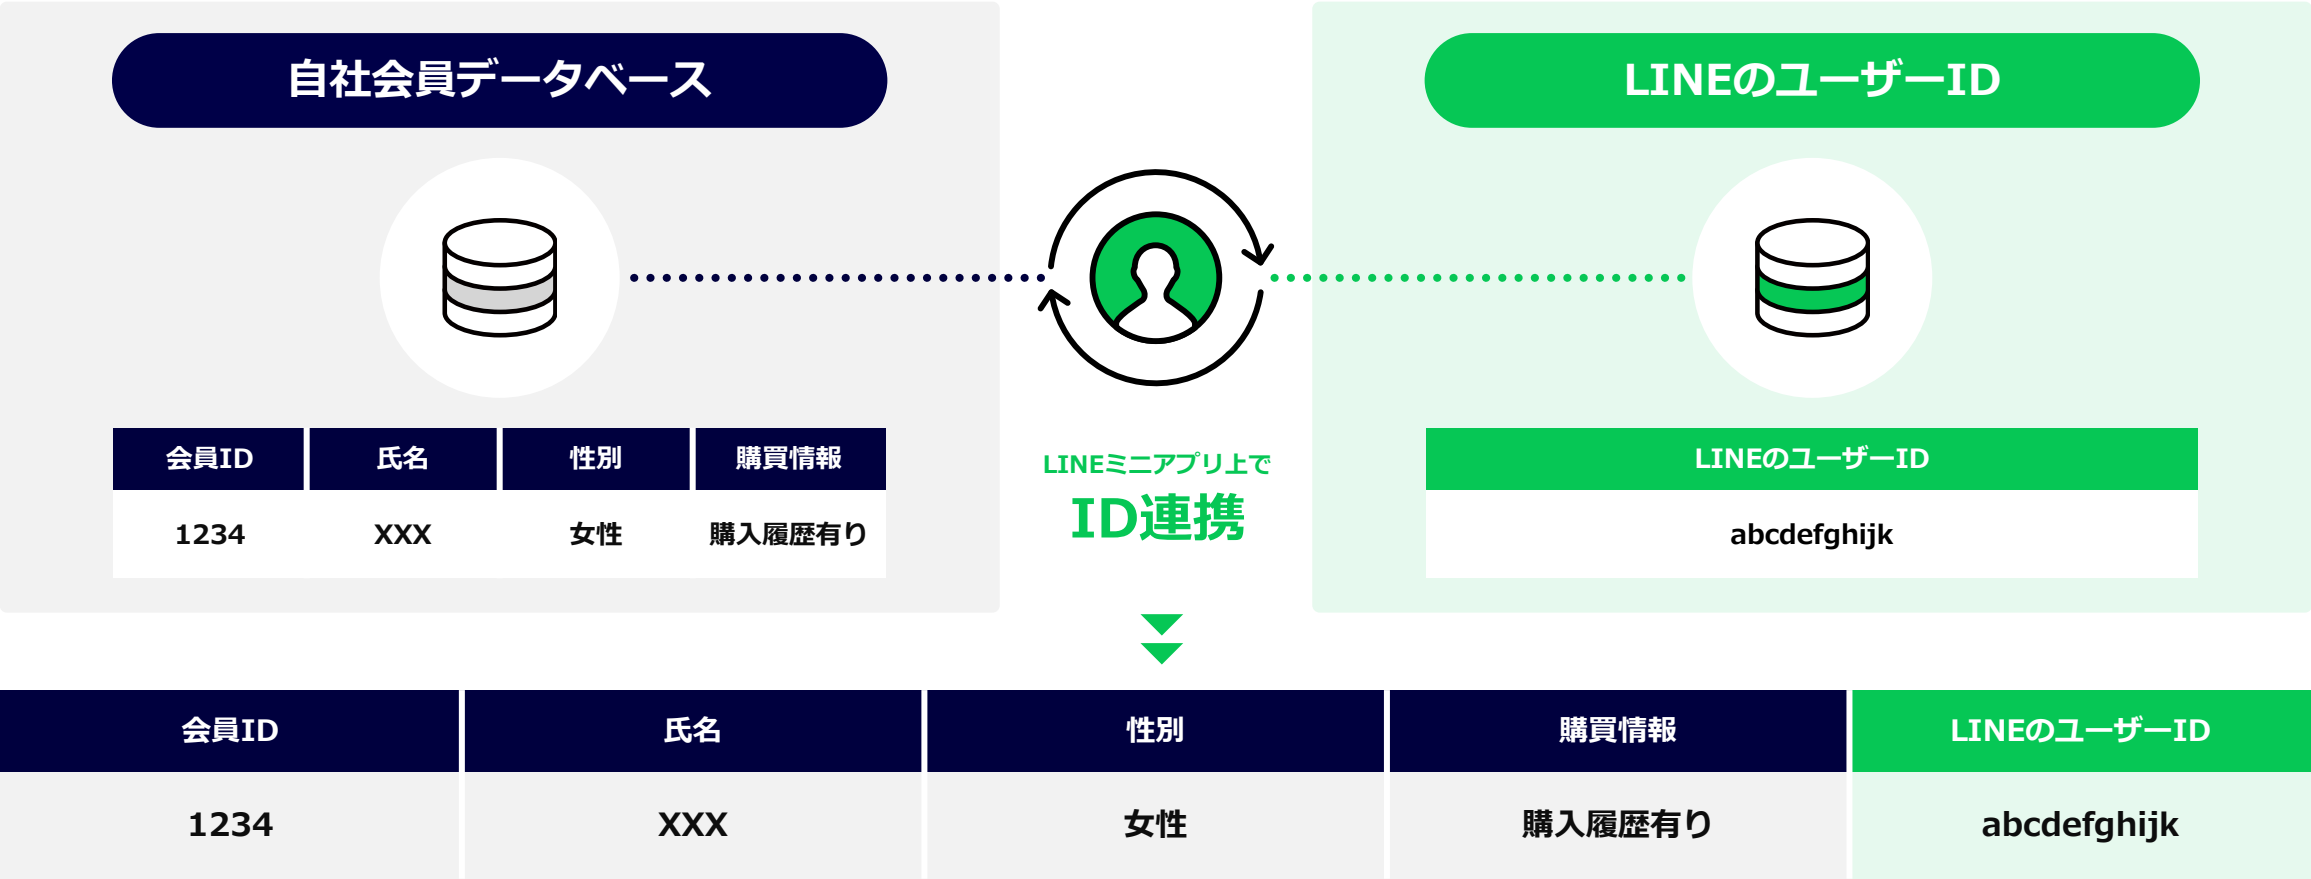 自社会員データベース
LINEのユーザーID
会員ID 氏名 性別 購買情報
1234 XXX 女性 購入履歴有り
LINEミニアプリ上で
ID連携
LINEのユーザーID
abcdefghijk
会員ID 氏名 性別 購買情報 LINEのユーザーID
1234 XXX 女性 購入履歴有り abcdefghijk